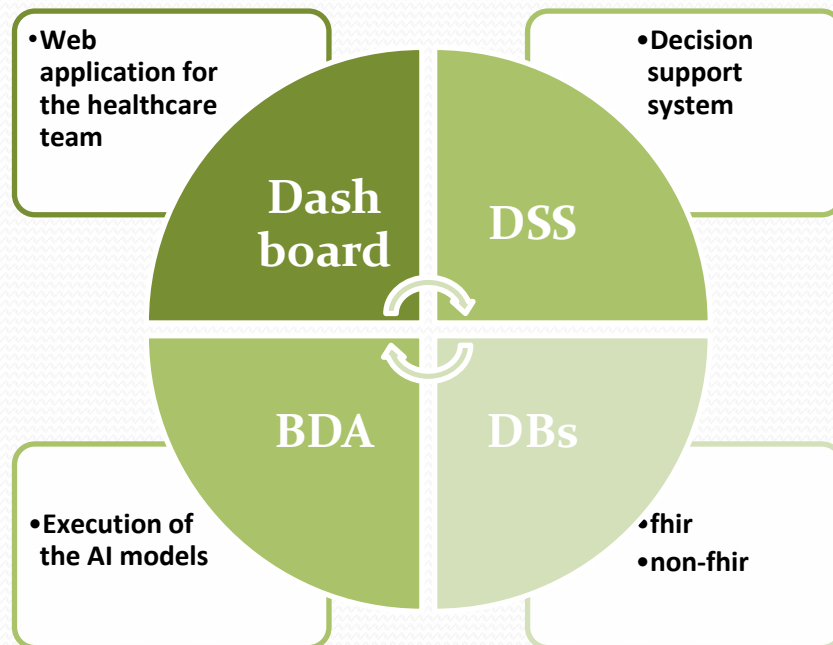 •Web
application for
the healthcare
team
•Decision
support
system
Dash
board
DSS
BDA
DBs
•Execution of
the AI models
•fhir
•non-fhir